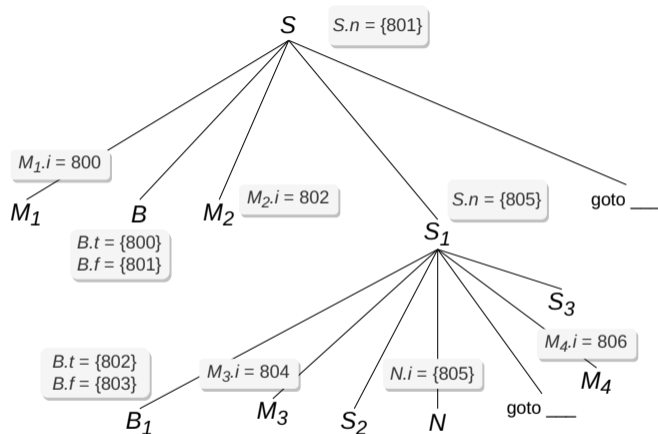 S
S.n = {801}
M₁.i = 800
M₁
B
M₂
M₂.i = 802
S.n = {805}
goto ___
B.t = {800}
B.f = {801}
S₁
S₃
B.t = {802}
B.f = {803}
M₃.i = 804
N.i = {805}
M₄.i = 806
B₁
M₃
S₂
N
goto ___
M₄